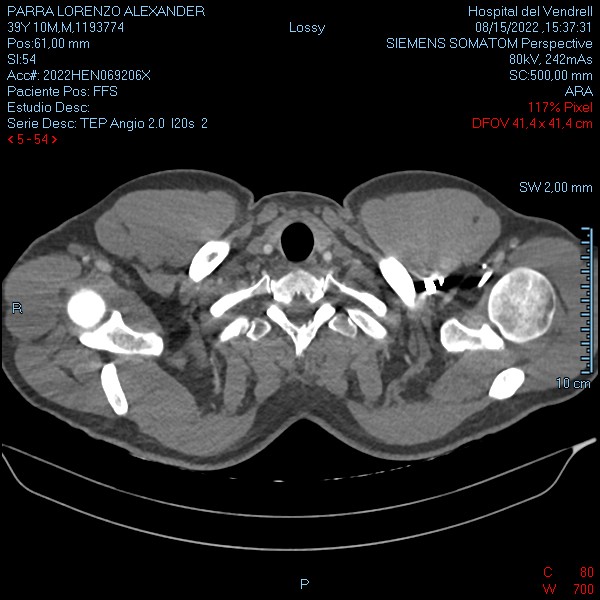 PARRA LORENZO ALEXANDER
39Y 10M,M,1193774
Pos:61,00 mm
SI:54
Acc#: 2022HEN069206X
Paciente Pos: FFS
Estudio Desc:
Serie Desc: TEP Angio 2.0 I20s 2
< 5 - 54 >
Lossy
Hospital del Vendrell
08/15/2022 ,15:37:31
SIEMENS SOMATOM Perspective
80kV, 242mAs
SC:500,00 mm
ARA
117% Pixel
DFOV 41,4 x 41,4 cm
SW 2,00 mm
R
10 cm
P
C 80
W 700